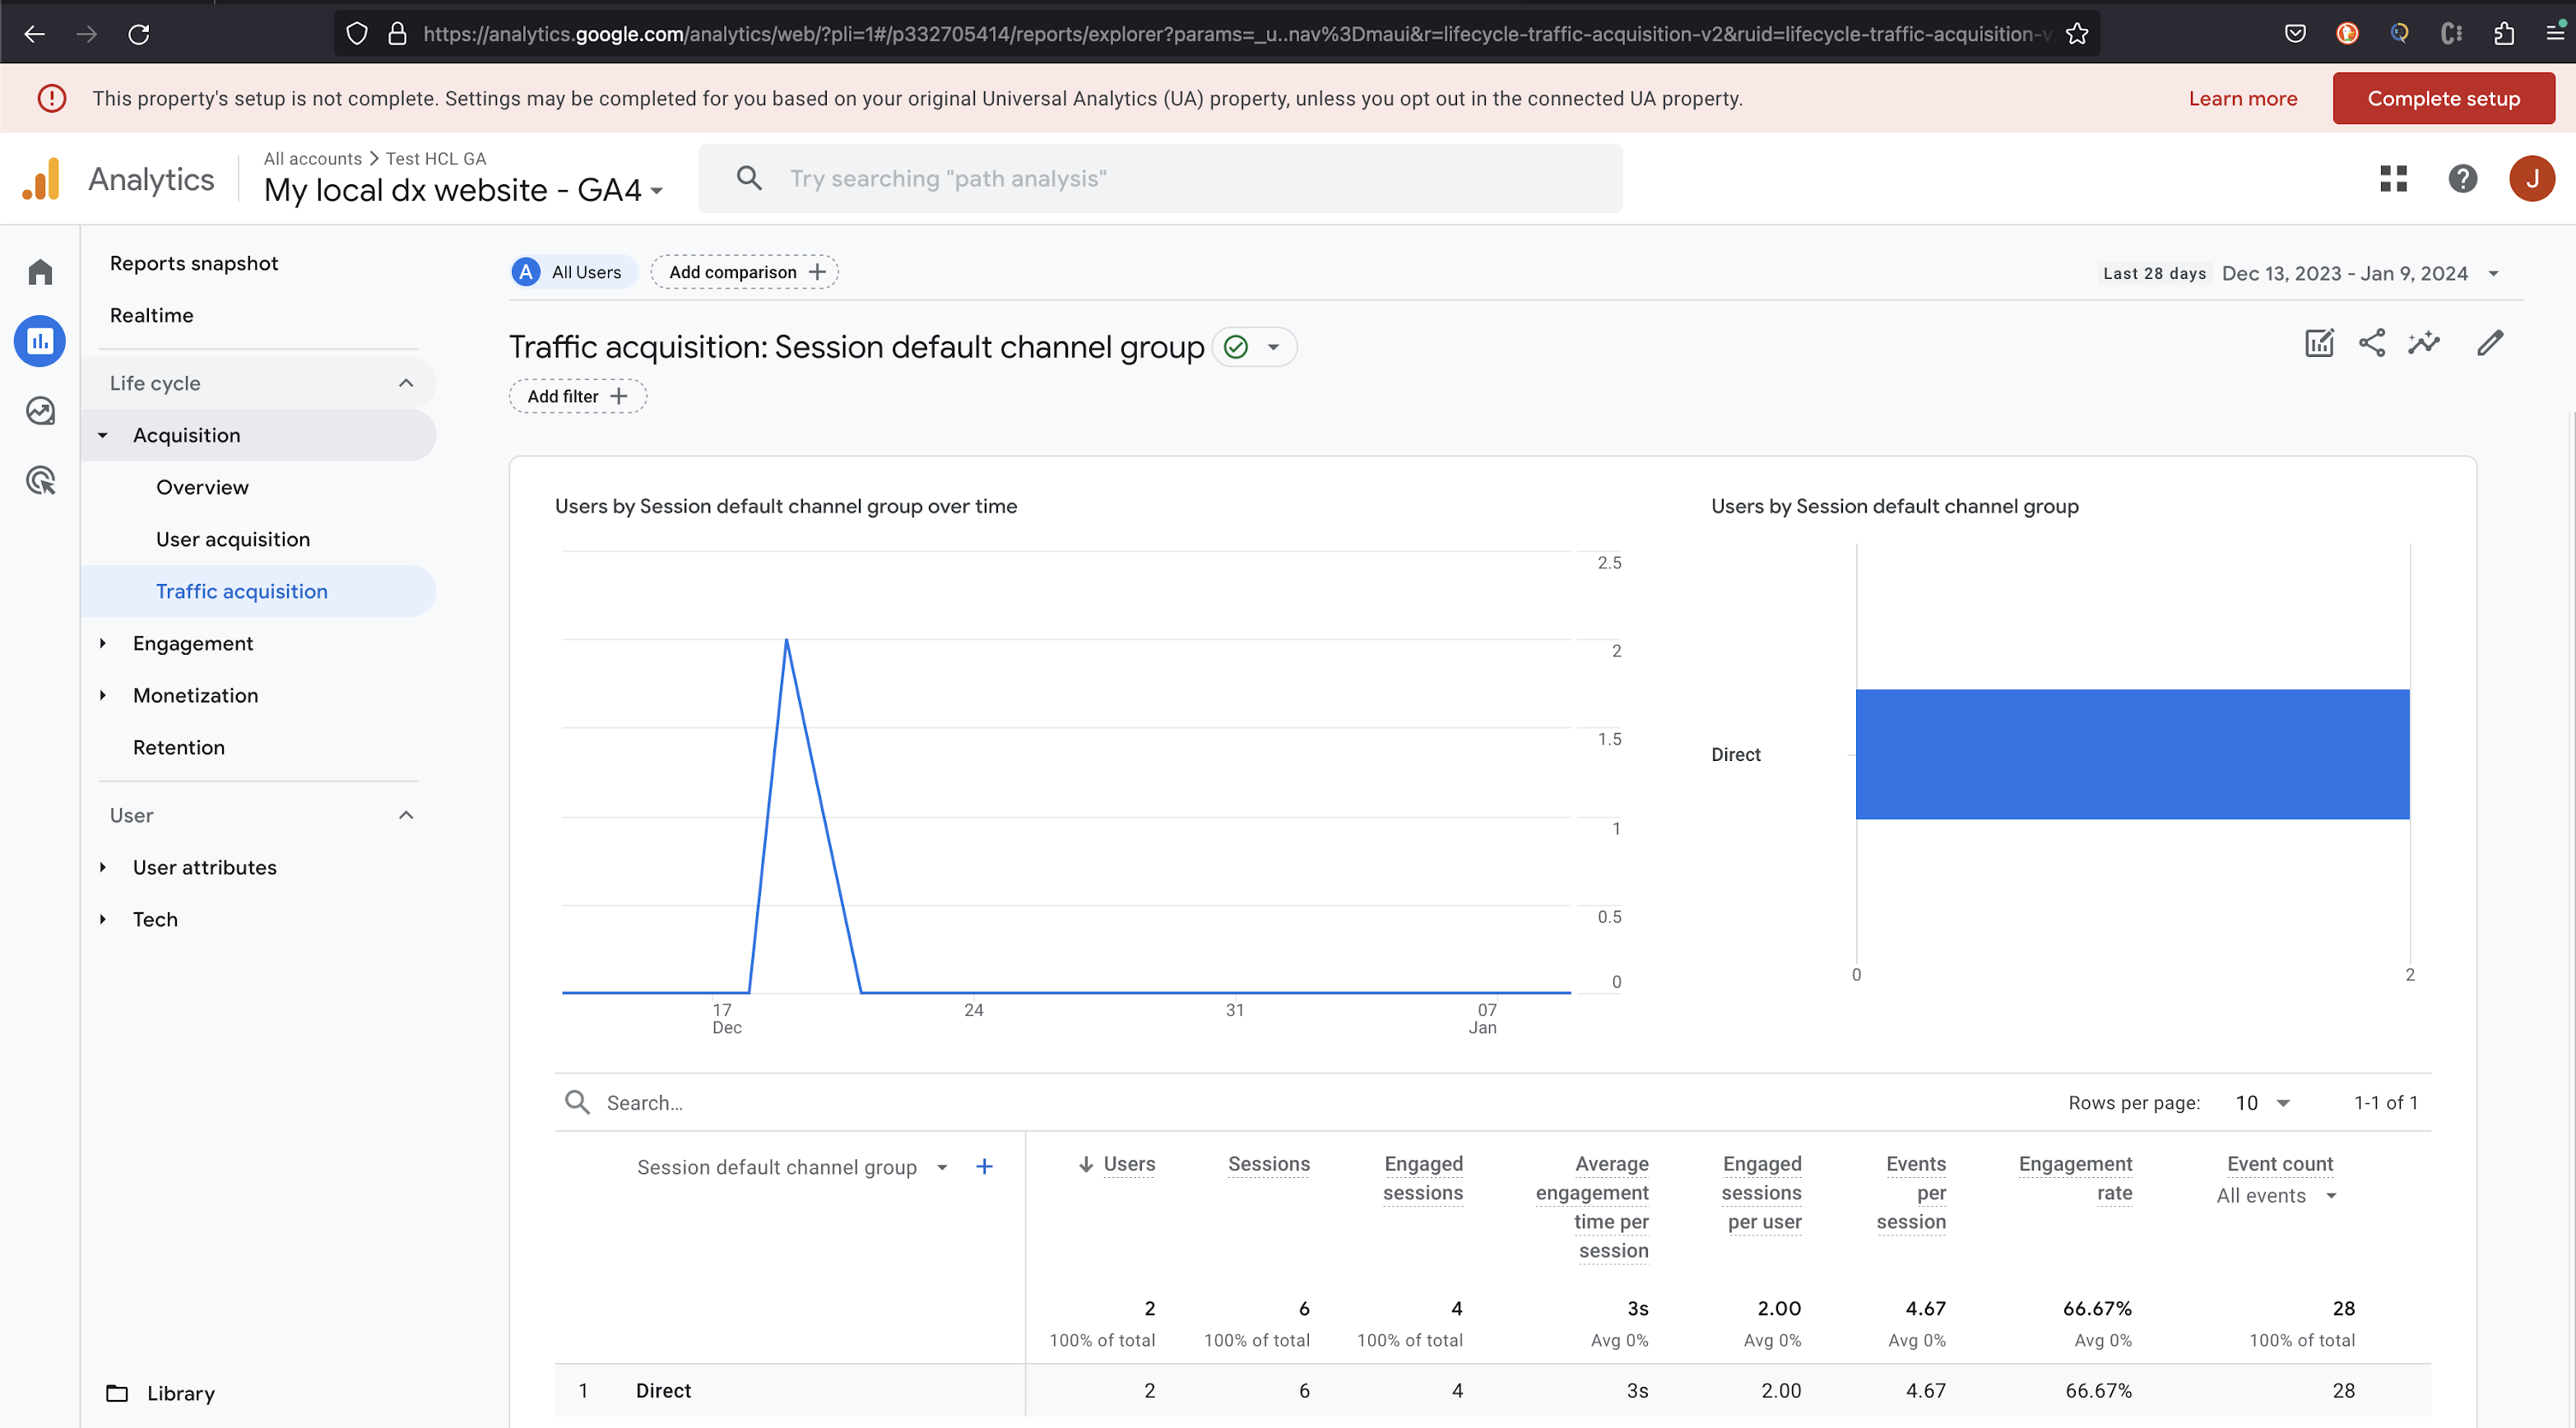 https://analytics.google.com/analytics/web/?pli=1#/p332705414/reports/explorer?params=_u..nav%3Dmaui&r=lifecycle-traffic-acquisition-v2&ruid=lifecycle-traffic-acquisition-v
This property's setup is not complete. Settings may be completed for you based on your original Universal Analytics (UA) property, unless you opt out in the connected UA property.
Learn more
Complete setup
Analytics
All accounts > Test HCL GA
My local dx website - GA4
Try searching "path analysis"
J
Reports snapshot
Realtime
Life cycle
Acquisition
Overview
User acquisition
Traffic acquisition
Engagement
Monetization
Retention
User
User attributes
Tech
Library
A All Users
Add comparison +
Last 28 days Dec 13, 2023 - Jan 9, 2024
Traffic acquisition: Session default channel group
Add filter +
Users by Session default channel group over time
2.5
2
1.5
1
0.5
0
17 Dec
24
31
07 Jan
Users by Session default channel group
Direct
0
2
Search...
Rows per page: 10
1-1 of 1
Session default channel group +
Users
Sessions
Engaged sessions
Average engagement time per session
Engaged sessions per user
Events per session
Engagement rate
Event count
All events
2 6 4 3s 2.00 4.67 66.67% 28
100% of total 100% of total 100% of total Avg 0% Avg 0% Avg 0% Avg 0% 100% of total
1 Direct 2 6 4 3s 2.00 4.67 66.67% 28